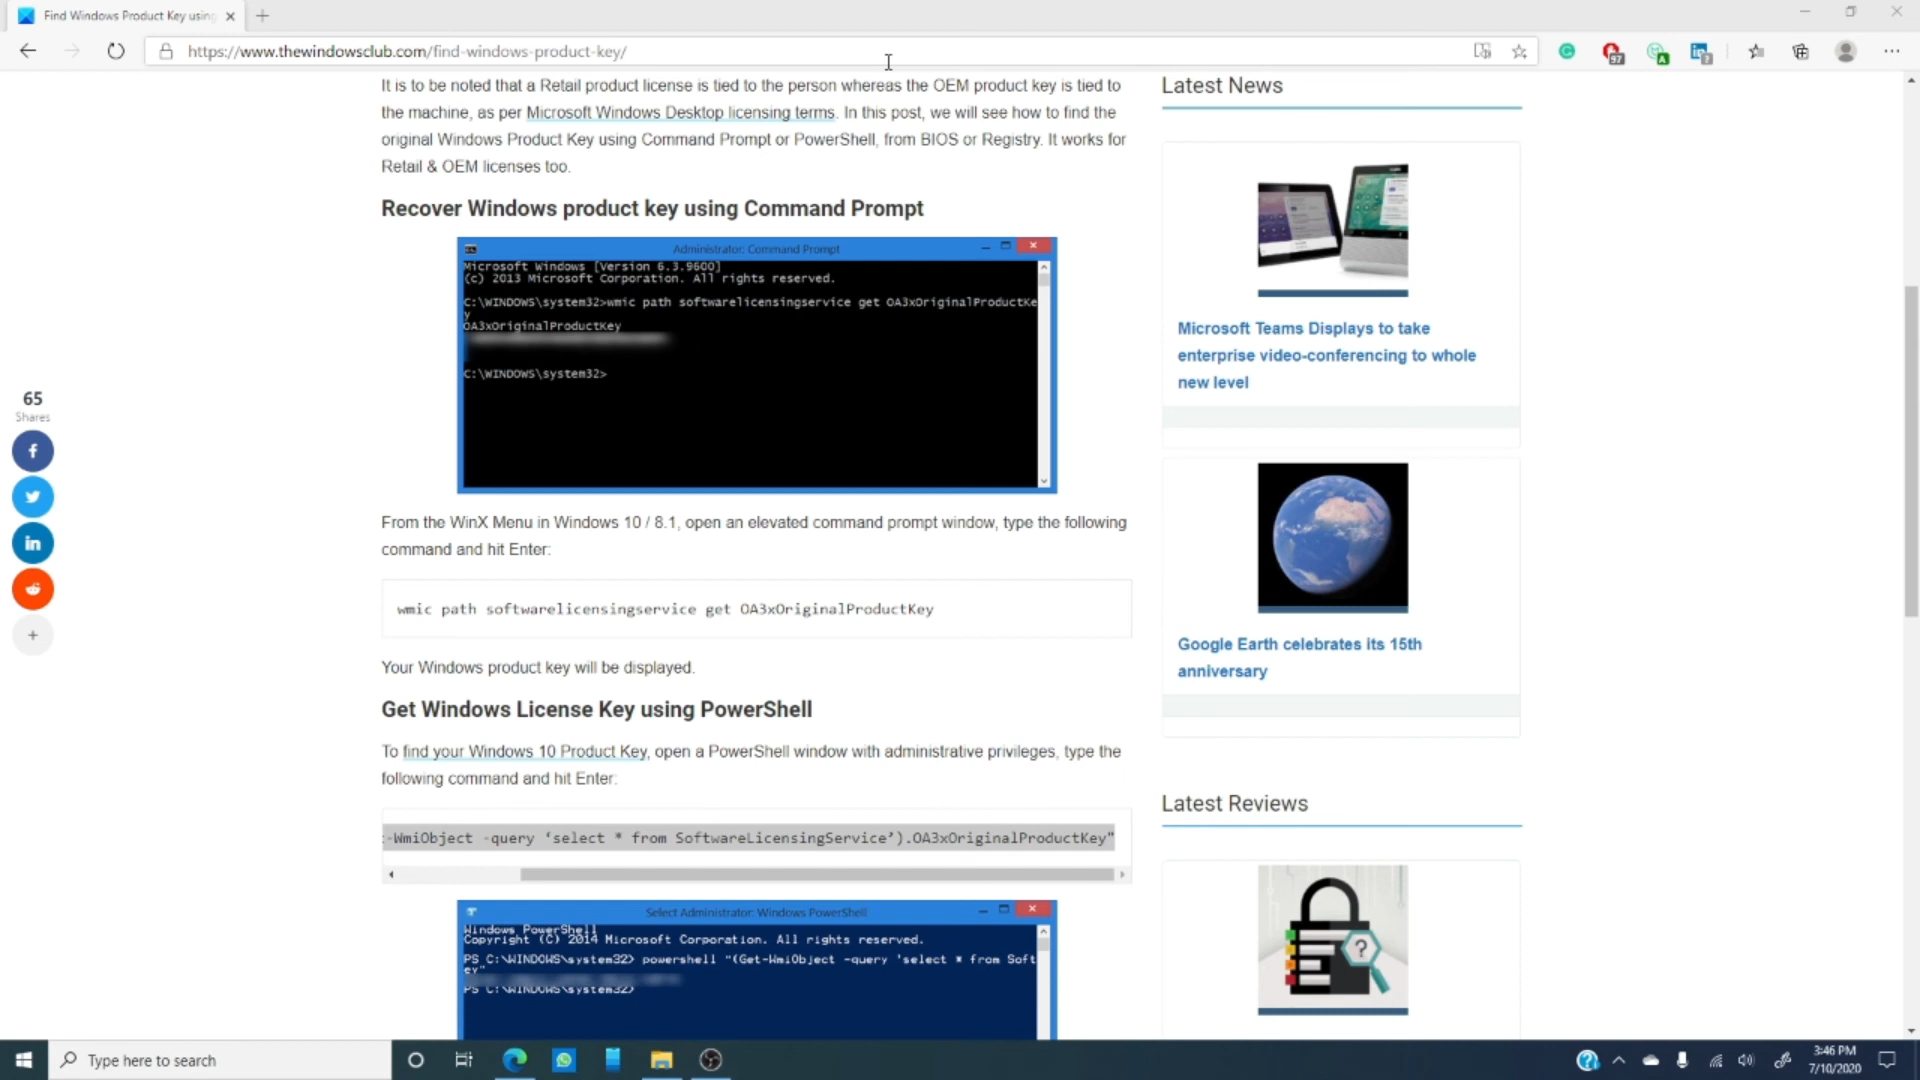 Find Windows Product Key using
https://www.thewindowsclub.com/find-windows-product-key/
97
A
?
It is to be noted that a Retail product license is tied to the person whereas the OEM product key is tied to
the machine, as per Microsoft Windows Desktop licensing terms. In this post, we will see how to find the
original Windows Product Key using Command Prompt or PowerShell, from BIOS or Registry. It works for
Retail & OEM licenses too.
Recover Windows product key using Command Prompt
Administrator: Command Prompt
Microsoft Windows [Version 6.3.9600]
(c) 2013 Microsoft Corporation. All rights reserved.
C:\WINDOWS\system32>wmic path softwarelicensingservice get OA3xOriginalProductKe
y
OA3xOriginalProductKey
C:\WINDOWS\system32>
65
Shares
From the WinX Menu in Windows 10 / 8.1, open an elevated command prompt window, type the following
command and hit Enter:
wmic path softwarelicensingservice get OA3xOriginalProductKey
Your Windows product key will be displayed.
Get Windows License Key using PowerShell
To find your Windows 10 Product Key, open a PowerShell window with administrative privileges, type the
following command and hit Enter:
-WmiObject -query ‘select * from SoftwareLicensingService’).OA3xOriginalProductKey"
Select Administrator: Windows PowerShell
Windows PowerShell
Copyright (C) 2014 Microsoft Corporation. All rights reserved.
PS C:\WINDOWS\system32> powershell "(Get-WmiObject -query 'select * from Soft
ey"
PS C:\WINDOWS\system32>
Latest News
Microsoft Teams Displays to take
enterprise video-conferencing to whole
new level
Google Earth celebrates its 15th
anniversary
Latest Reviews
?
Type here to search
3:46 PM
7/10/2020